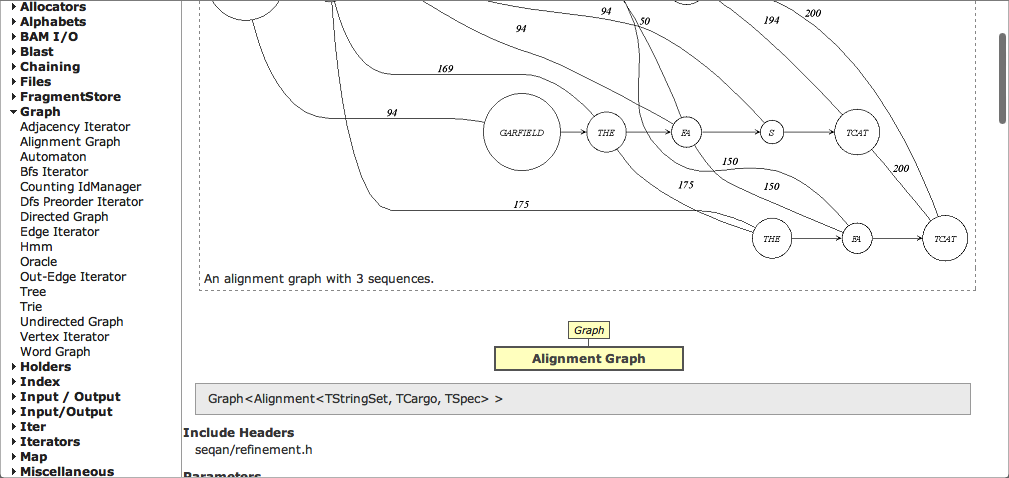 Allocators
Alphabets
BAM I/O
Blast
Chaining
Files
FragmentStore
Graph
Adjacency Iterator
Alignment Graph
Automaton
Bfs Iterator
Counting IdManager
Dfs Preorder Iterator
Directed Graph
Edge Iterator
Hmm
Oracle
Out-Edge Iterator
Tree
Trie
Undirected Graph
Vertex Iterator
Word Graph
Holders
Index
Input / Output
Input/Output
Iter
Iterators
Map
Miscellaneous
94
50
194
200
94
169
94
GARFIELD
THE
FA
S
TCAT
150
200
175
150
175
THE
FA
TCAT
An alignment graph with 3 sequences.
Graph
Alignment Graph
Graph<Alignment<TStringSet, TCargo, TSpec> >
Include Headers
seqan/refinement.h
Parameters